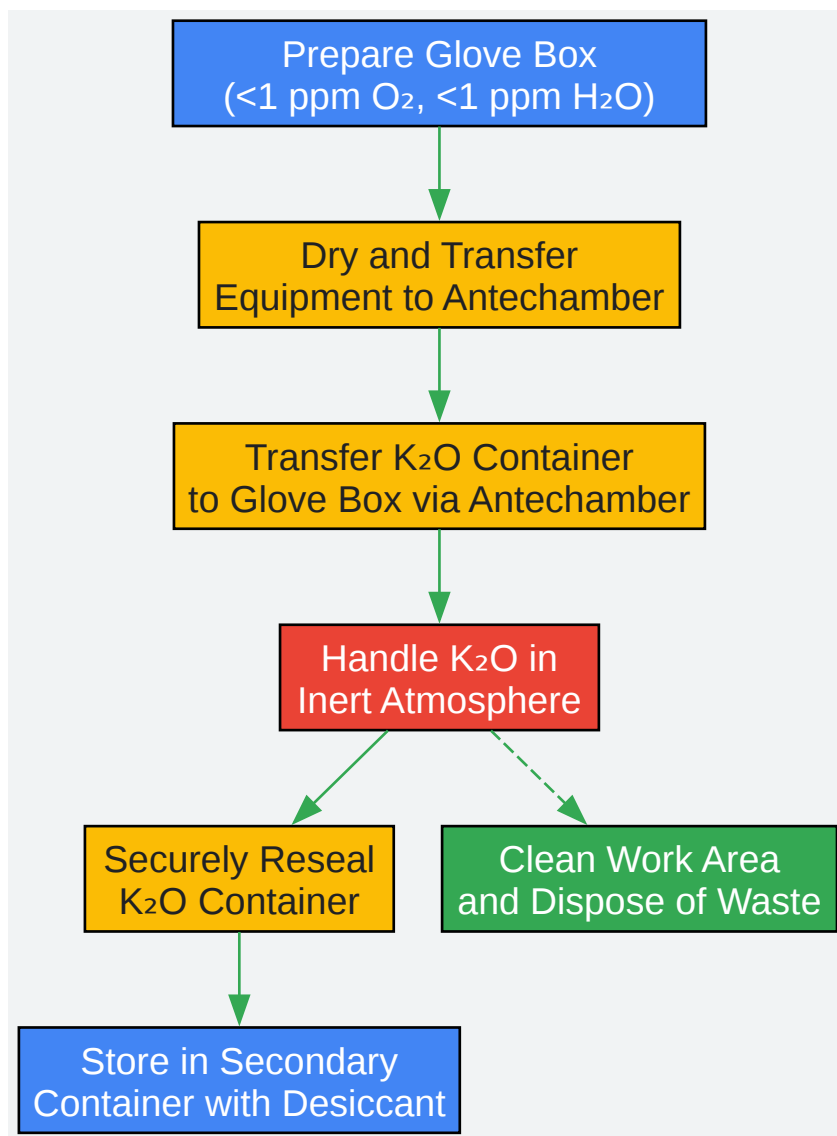 Prepare Glove Box
(<1 ppm O₂, <1 ppm H₂O)
Dry and Transfer
Equipment to Antechamber
Transfer K₂O Container
to Glove Box via Antechamber
Handle K₂O in
Inert Atmosphere
Securely Reseal
K₂O Container
Clean Work Area
and Dispose of Waste
Store in Secondary
Container with Desiccant